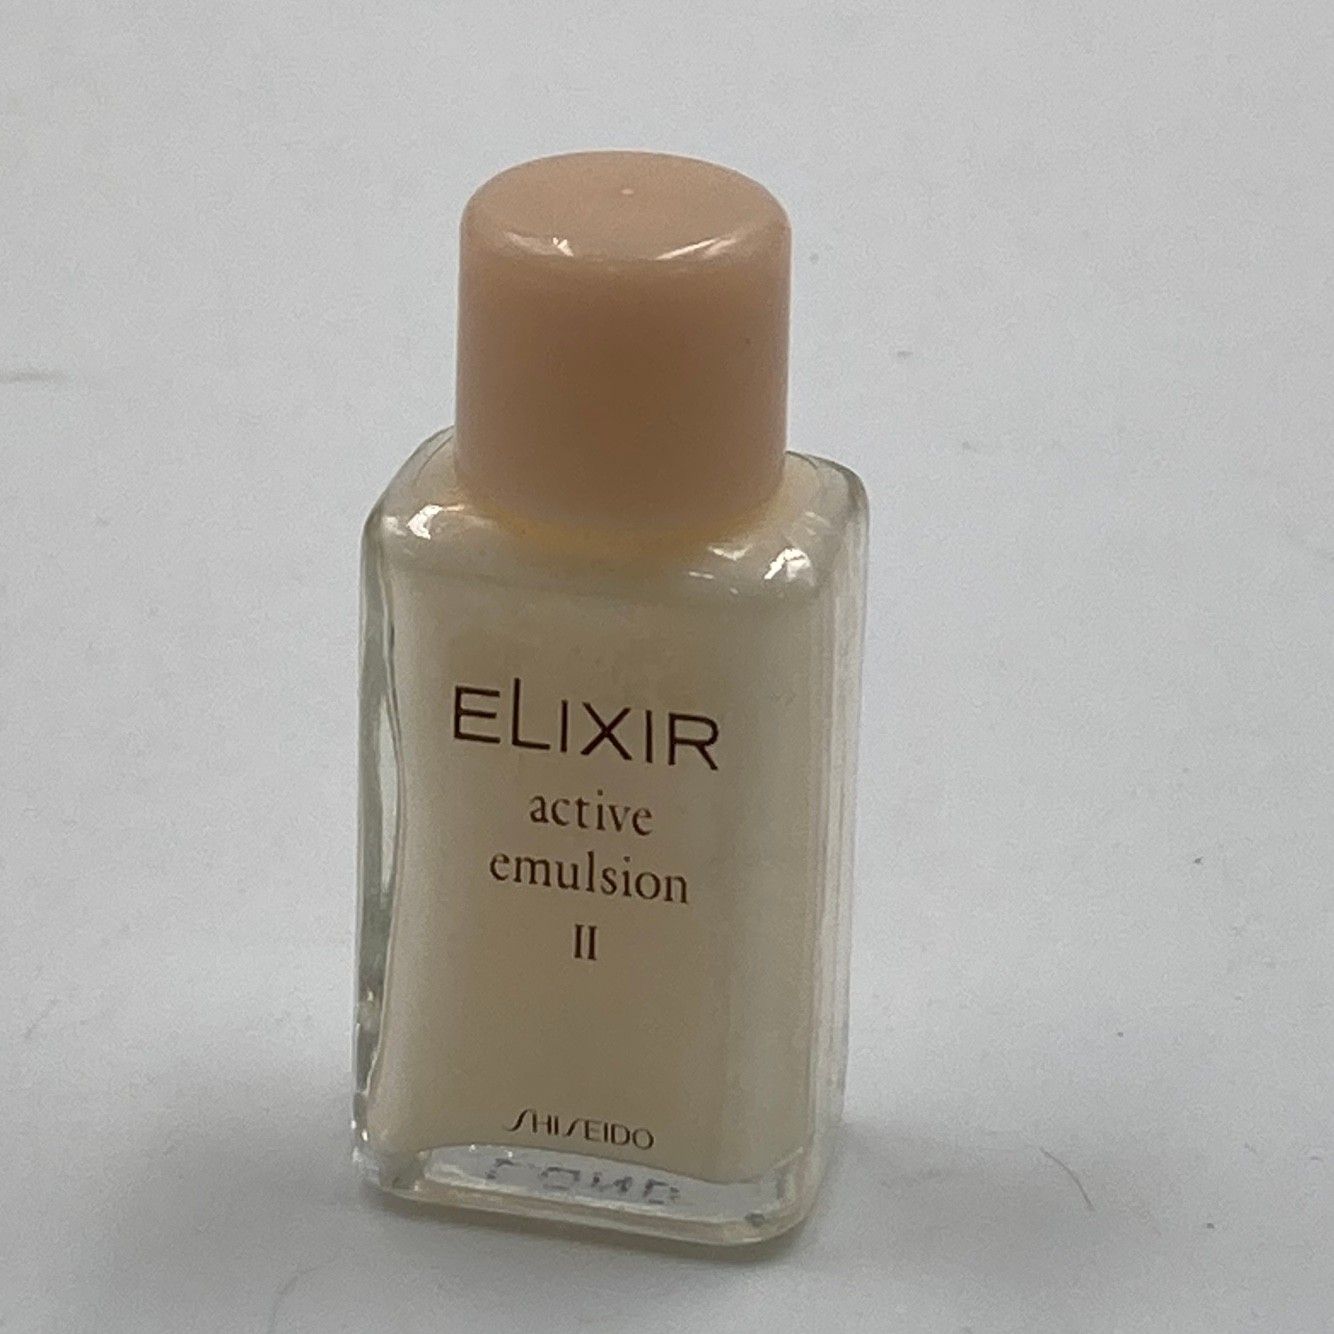 ELIXIR
active
emulsion
II
SHISEIDO